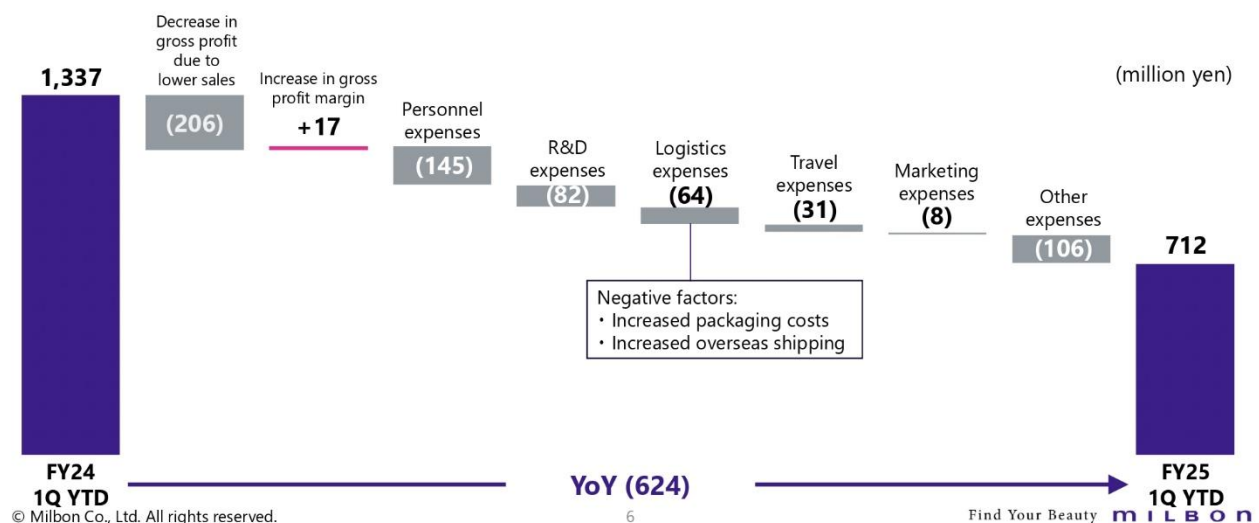 Decrease in
gross profit
due to
lower sales
1,337
(206)
Increase in gross
profit margin
+17
Personnel
expenses
(145)
R&D
expenses
(82)
Logistics
expenses
(64)
Travel
expenses
(31)
Marketing
expenses
(8)
Other
expenses
(106)
(million yen)
712
Negative factors:
・Increased packaging costs
・Increased overseas shipping
FY24
1Q YTD
YoY (624)
FY25
1Q YTD
© Milbon Co., Ltd. All rights reserved.
6
Find Your Beauty MILBON